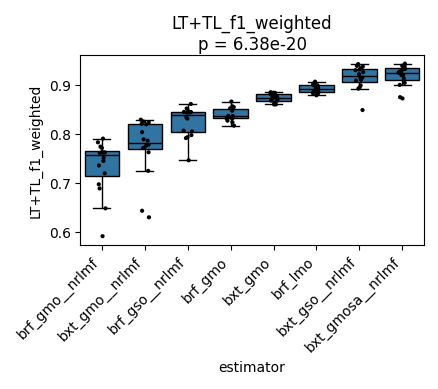 LT+TL_f1_weighted
p = 6.38e-20
LT+TL_f1_weighted
0.9
0.8
0.7
0.6
brf_gmo__nrlmf
bxt_gmo__nrlmf
brf_gso__nrlmf
brf_gmo
bxt_gmo
brf_lmo
bxt_gso__nrlmf
bxt_gmosa__nrlmf
estimator